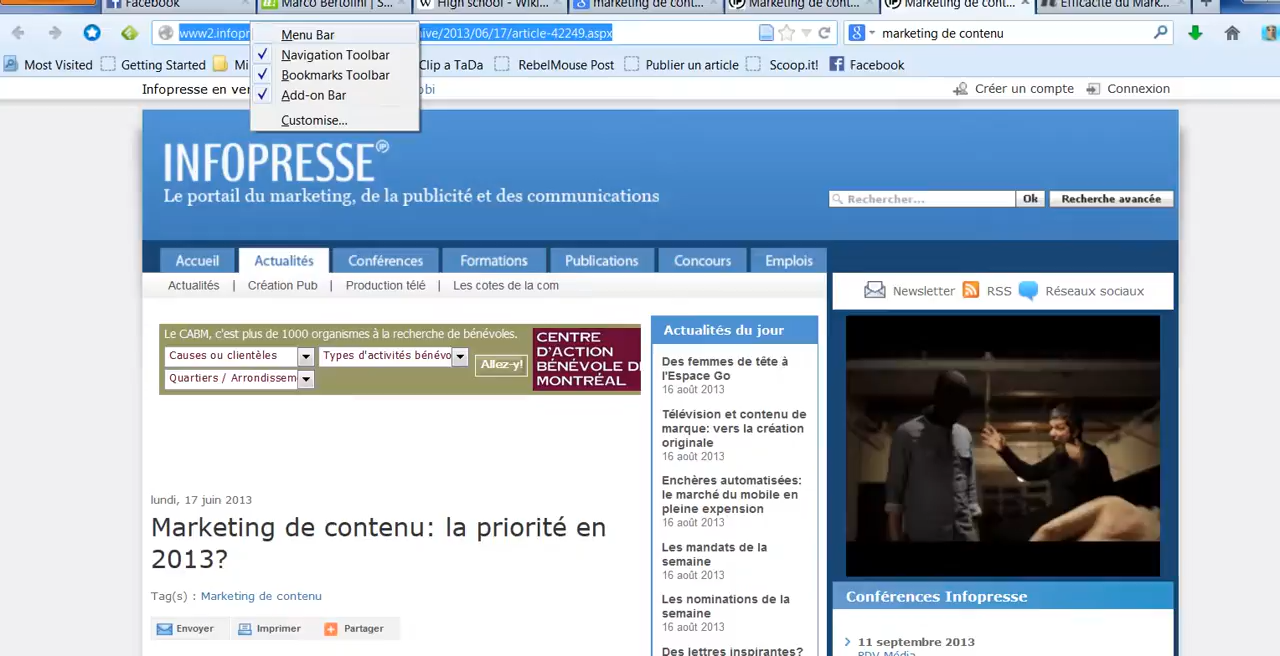 Facebook
Marco Bertolini | S...
High school - Wiki...
marketing de cont...
Marketing de cont...
Marketing de cont...
Efficacité du Mark...
www2.infopr
ive/2013/06/17/article-42249.aspx
marketing de contenu
Menu Bar
Navigation Toolbar
Bookmarks Toolbar
Add-on Bar
Customise...
Most Visited
Getting Started
Mi
Clip a TaDa
RebelMouse Post
Publier un article
Scoop.it!
Facebook
Infopresse en ver
obi
Créer un compte
Connexion
INFOPRESSE
Le portail du marketing, de la publicité et des communications
Rechercher...
Ok
Recherche avancée
Accueil
Actualités
Conférences
Formations
Publications
Concours
Emplois
Actualités | Création Pub | Production télé | Les cotes de la com
Newsletter
RSS
Réseaux sociaux
Le CABM, c'est plus de 1000 organismes à la recherche de bénévoles.
Causes ou clientèles
Types d'activités bénévo
Quartiers / Arrondissem
Allez-y!
CENTRE
D'ACTION
BÉNÉVOLE D
MONTRÉAL
lundi, 17 juin 2013
Marketing de contenu: la priorité en
2013?
Tag(s) : Marketing de contenu
Envoyer
Imprimer
Partager
Actualités du jour
Des femmes de tête à
l'Espace Go
16 août 2013
Télévision et contenu de
marque: vers la création
originale
16 août 2013
Enchères automatisées:
le marché du mobile en
pleine expension
16 août 2013
Les mandats de la
semaine
16 août 2013
Les nominations de la
semaine
16 août 2013
Des lettres inspirantes?
Conférences Infopresse
11 septembre 2013
RDV Média